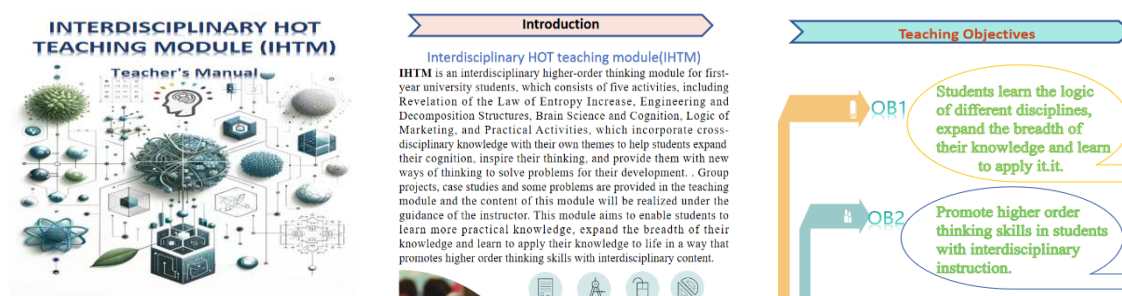 INTERDISCIPLINARY HOT
TEACHING MODULE (IHTM)
Teacher's Manual
Introduction
Interdisciplinary HOT teaching module(IHTM)
IHTM is an interdisciplinary higher-order thinking module for first-
year university students, which consists of five activities, including
Revelation of the Law of Entropy Increase, Engineering and
Decomposition Structures, Brain Science and Cognition, Logic of
Marketing, and Practical Activities, which incorporate cross-
disciplinary knowledge with their own themes to help students expand
their cognition, inspire their thinking, and provide them with new
ways of thinking to solve problems for their development. . Group
projects, case studies and some problems are provided in the teaching
module and the content of this module will be realized under the
guidance of the instructor. This module aims to enable students to
learn more practical knowledge, expand the breadth of their
knowledge and learn to apply their knowledge to life in a way that
promotes higher order thinking skills with interdisciplinary content.
Teaching Objectives
OB1
Students learn the logic
of different disciplines,
expand the breadth of
their knowledge and learn
to apply it.it.
OB2
Promote higher order
thinking skills in students
with interdisciplinary
instruction.